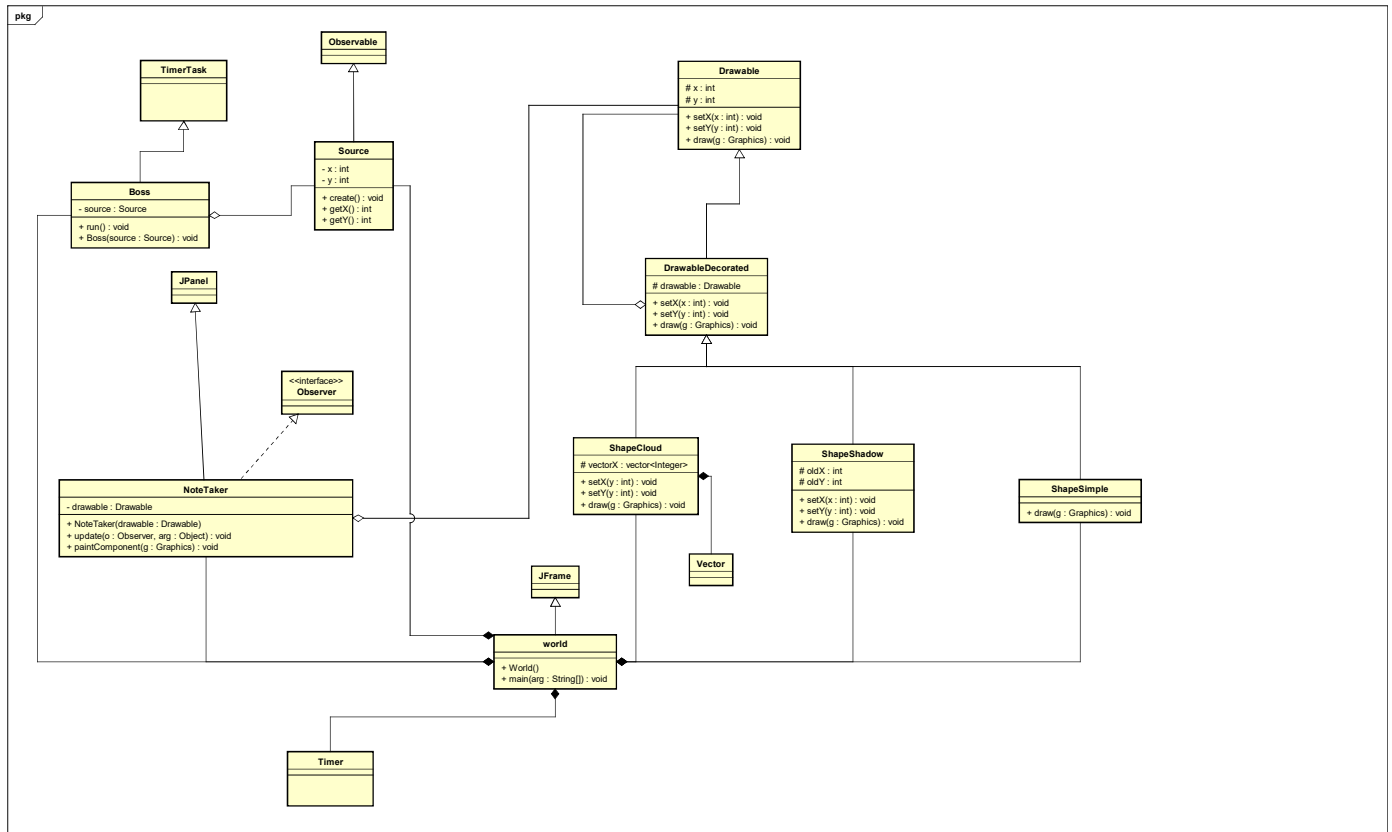 pkg
Observable
TimerTask
Drawable
# x : int
# y : int
+ setX(x : int) : void
+ setY(y : int) : void
+ draw(g : Graphics) : void
Source
- x : int
- y : int
+ create() : void
+ getX() : int
+ getY() : int
Boss
- source : Source
+ run() : void
+ Boss(source : Source) : void
JPanel
DrawableDecorated
# drawable : Drawable
+ setX(x : int) : void
+ setY(y : int) : void
+ draw(g : Graphics) : void
<<interface>>
Observer
ShapeCloud
# vectorX : vector<Integer>
+ setX(y : int) : void
+ setY(y : int) : void
+ draw(g : Graphics) : void
ShapeShadow
# oldX : int
# oldY : int
+ setX(x : int) : void
+ setY(y : int) : void
+ draw(g : Graphics) : void
ShapeSimple
+ draw(g : Graphics) : void
NoteTaker
- drawable : Drawable
+ NoteTaker(drawable : Drawable)
+ update(o : Observer, arg : Object) : void
+ paintComponent(g : Graphics) : void
Vector
JFrame
world
+ World()
+ main(arg : String[]) : void
Timer